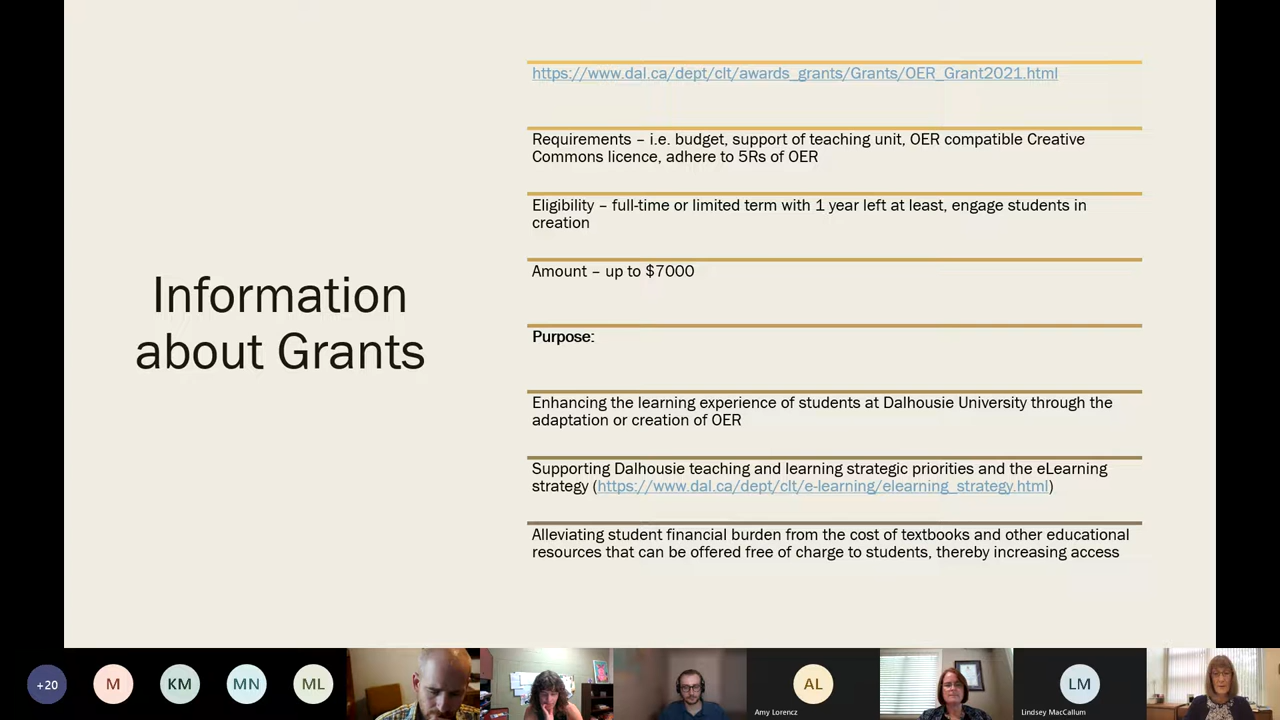 Information
about Grants
https://www.dal.ca/dept/clt/awards_grants/Grants/OER_Grant2021.html
Requirements – i.e. budget, support of teaching unit, OER compatible Creative
Commons licence, adhere to 5Rs of OER
Eligibility – full-time or limited term with 1 year left at least, engage students in
creation
Amount – up to $7000
Purpose:
Enhancing the learning experience of students at Dalhousie University through the
adaptation or creation of OER
Supporting Dalhousie teaching and learning strategic priorities and the eLearning
strategy (https://www.dal.ca/dept/clt/e-learning/elearning_strategy.html)
Alleviating student financial burden from the cost of textbooks and other educational
resources that can be offered free of charge to students, thereby increasing access
+20
M
KM
MN
ML
AL
Amy Lorencz
LM
Lindsey MacCallum